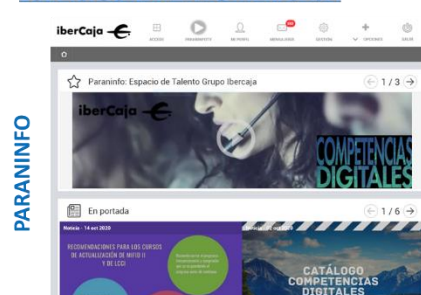 iberCaja
ACCESO
PARANINFO
MI PERFIL
MENSAJERÍA
GESTIÓN
OPCIONES
SALIR
Paraninfo: Espacio de Talento Grupo Ibercaja
1 / 3
iberCaja
COMPETENCIAS
DIGITALES
PARANINFO
En portada
1 / 6
Noticia - 14 oct 2020
RECOMENDACIONES PARA LOS CURSOS
DE ACTUALIZACIÓN DE MIFID II
Y DE LCCI
CATÁLOGO
COMPETENCIAS
DIGITALES